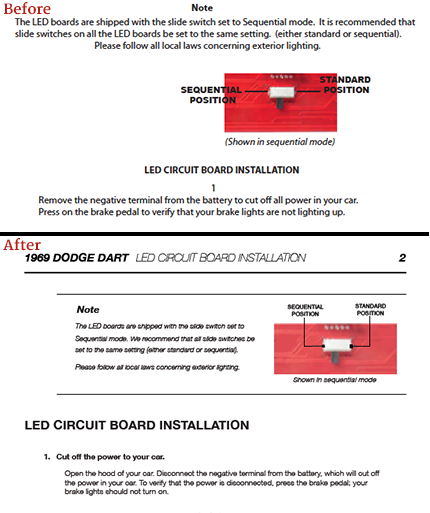 Before
Note
The LED boards are shipped with the slide switch set to Sequential mode. It is recommended that
slide switches on all the LED boards be set to the same setting. (either standard or sequential).
Please follow all local laws concerning exterior lighting.
SEQUENTIAL
POSITION
STANDARD
POSITION
(Shown in sequential mode)
LED CIRCUIT BOARD INSTALLATION
1
Remove the negative terminal from the battery to cut off all power in your car.
Press on the brake pedal to verify that your brake lights are not lighting up.
After
1969 DODGE DART LED CIRCUIT BOARD INSTALLATION 2
Note
The LED boards are shipped with the slide switch set to
Sequential mode. We recommend that all slide switches be
set to the same setting (either standard or sequential).
Please follow all local laws concerning exterior lighting.
SEQUENTIAL
POSITION
STANDARD
POSITION
Shown in sequential mode
LED CIRCUIT BOARD INSTALLATION
1. Cut off the power to your car.
Open the hood of your car. Disconnect the negative terminal from the battery, which will cut off
the power in your car. To verify that the power is disconnected, press the brake pedal; your
brake lights should not turn on.